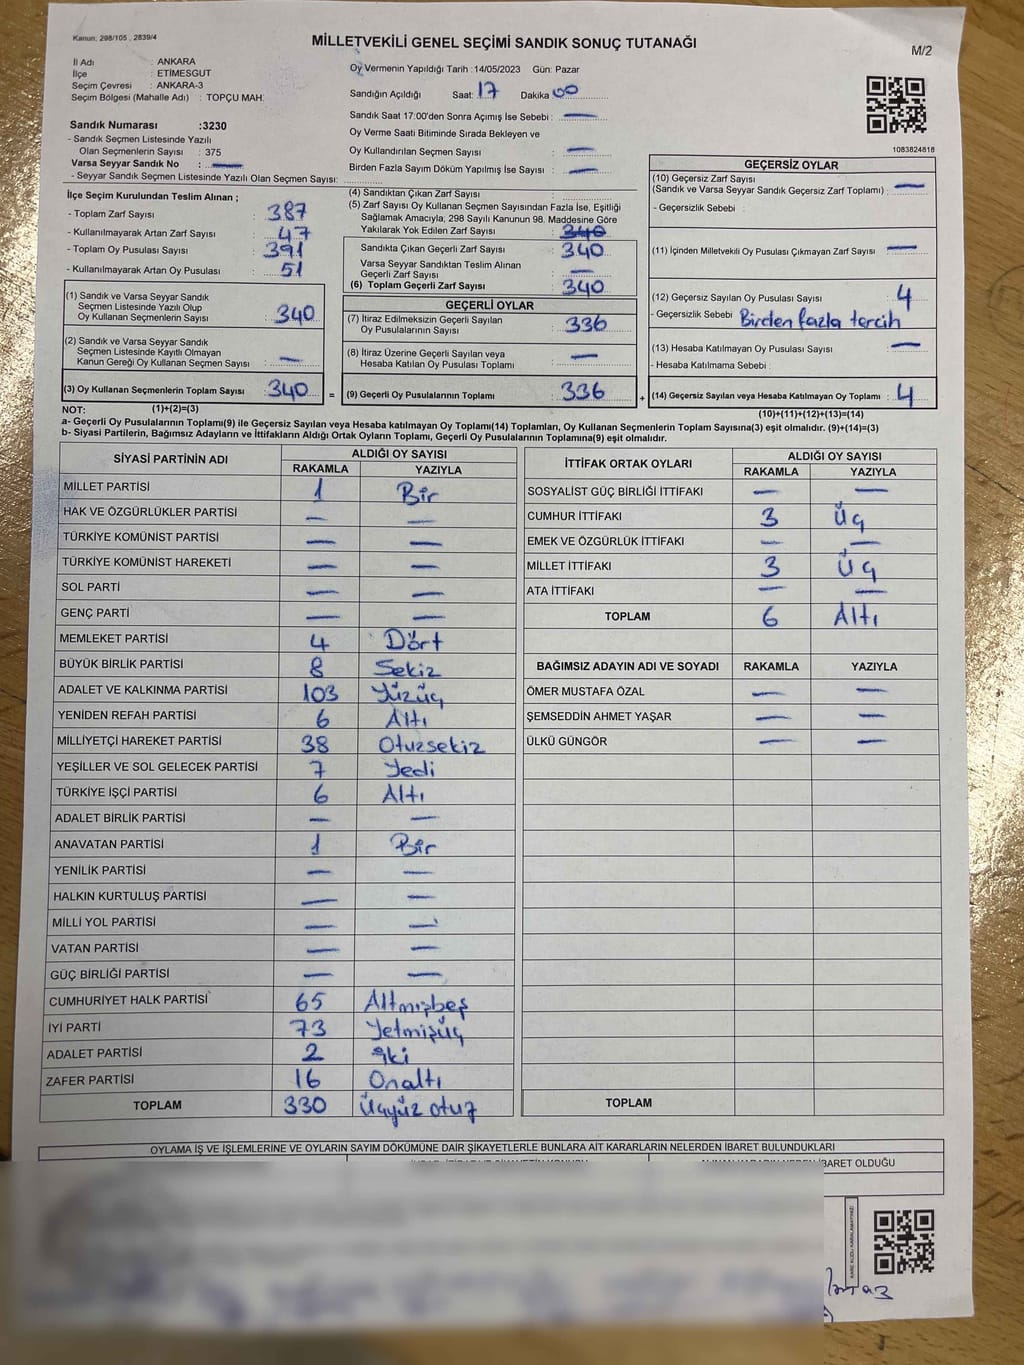 Kanun: 298/105 , 2839/4
MİLLETVEKİLİ GENEL SEÇİMİ SANDIK SONUÇ TUTANAĞI
M/2
İl Adı : ANKARA
İlçe : ETİMESGUT
Seçim Çevresi : ANKARA-3
Seçim Bölgesi (Mahalle Adı) : TOPÇU MAH.
Sandık Numarası :3230
- Sandık Seçmen Listesinde Yazılı
Olan Seçmenlerin Sayısı : 375
Varsa Seyyar Sandık No : —
- Seyyar Sandık Seçmen Listesinde Yazılı Olan Seçmen Sayısı:
Oy Vermenin Yapıldığı Tarih :14/05/2023 Gün: Pazar
Sandığın Açıldığı Saat: 17 Dakika 00
Sandık Saat 17:00'den Sonra Açımış İse Sebebi : —
Oy Verme Saati Bitiminde Sırada Bekleyen ve
Oy Kullandırılan Seçmen Sayısı : —
Birden Fazla Sayım Döküm Yapılmış İse Sayısı : —
1083824818
İlçe Seçim Kurulundan Teslim Alınan ;
- Toplam Zarf Sayısı : 387
- Kullanılmayarak Artan Zarf Sayısı : 47
- Toplam Oy Pusulası Sayısı : 391
- Kullanılmayarak Artan Oy Pusulası : 51
(1) Sandık ve Varsa Seyyar Sandık
Seçmen Listesinde Yazılı Olup
Oy Kullanan Seçmenlerin Sayısı : 340
(2) Sandık ve Varsa Seyyar Sandık
Seçmen Listesinde Kayıtlı Olmayan
Kanun Gereği Oy Kullanan Seçmen Sayısı : —
(3) Oy Kullanan Seçmenlerin Toplam Sayısı : 340 =
(4) Sandıktan Çıkan Zarf Sayısı :
(5) Zarf Sayısı Oy Kullanan Seçmen Sayısından Fazla İse, Eşitliği
Sağlamak Amacıyla, 298 Sayılı Kanunun 98. Maddesine Göre
Yakılarak Yok Edilen Zarf Sayısı : 340
Sandıkta Çıkan Geçerli Zarf Sayısı : 340
Varsa Seyyar Sandıktan Teslim Alınan
Geçerli Zarf Sayısı : —
(6) Toplam Geçerli Zarf Sayısı : 340
GEÇERLİ OYLAR
(7) İtiraz Edilmeksizin Geçerli Sayılan
Oy Pusulalarının Sayısı : 336
(8) İtiraz Üzerine Geçerli Sayılan veya
Hesaba Katılan Oy Pusulası Toplamı : —
(9) Geçerli Oy Pusulalarının Toplamı : 336 +
GEÇERSİZ OYLAR
(10) Geçersiz Zarf Sayısı
(Sandık ve Varsa Seyyar Sandık Geçersiz Zarf Toplamı) : —
- Geçersizlik Sebebi :
(11) İçinden Milletvekili Oy Pusulası Çıkmayan Zarf Sayısı : —
(12) Geçersiz Sayılan Oy Pusulası Sayısı : 4
- Geçersizlik Sebebi : Birden fazla tercih
(13) Hesaba Katılmayan Oy Pusulası Sayısı : —
- Hesaba Katılmama Sebebi :
(14) Geçersiz Sayılan veya Hesaba Katılmayan Oy Toplamı : 4
NOT: (1)+(2)=(3) (10)+(11)+(12)+(13)=(14)
a- Geçerli Oy Pusulalarının Toplamı(9) ile Geçersiz Sayılan veya Hesaba katılmayan Oy Toplamı(14) Toplamları, Oy Kullanan Seçmenlerin Toplam Sayısına(3) eşit olmalıdır. (9)+(14)=(3)
b- Siyasi Partilerin, Bağımsız Adayların ve İttifakların Aldığı Ortak Oyların Toplamı, Geçerli Oy Pusulalarının Toplamına(9) eşit olmalıdır.
SİYASİ PARTİNİN ADI ALDIĞI OY SAYISI
RAKAMLA YAZIYLA
MİLLET PARTİSİ 1 Bir
HAK VE ÖZGÜRLÜKLER PARTİSİ — —
TÜRKİYE KOMÜNİST PARTİSİ — —
TÜRKİYE KOMÜNİST HAREKETİ — —
SOL PARTİ — —
GENÇ PARTİ — —
MEMLEKET PARTİSİ 4 Dört
BÜYÜK BİRLİK PARTİSİ 8 Sekiz
ADALET VE KALKINMA PARTİSİ 103 Yüzüç
YENİDEN REFAH PARTİSİ 6 Altı
MİLLİYETÇİ HAREKET PARTİSİ 38 Otuzsekiz
YEŞİLLER VE SOL GELECEK PARTİSİ 7 Yedi
TÜRKİYE İŞÇİ PARTİSİ 6 Altı
ADALET BİRLİK PARTİSİ — —
ANAVATAN PARTİSİ 1 Bir
YENİLİK PARTİSİ — —
HALKIN KURTULUŞ PARTİSİ — —
MİLLİ YOL PARTİSİ — —
VATAN PARTİSİ — —
GÜÇ BİRLİĞİ PARTİSİ — —
CUMHURİYET HALK PARTİSİ 65 Altmışbeş
İYİ PARTİ 73 Yetmişüç
ADALET PARTİSİ 2 iki
ZAFER PARTİSİ 16 Onaltı
TOPLAM 330 Üçyüz otuz
İTTİFAK ORTAK OYLARI ALDIĞI OY SAYISI
RAKAMLA YAZIYLA
SOSYALİST GÜÇ BİRLİĞİ İTTİFAKI — —
CUMHUR İTTİFAKI 3 Üç
EMEK VE ÖZGÜRLÜK İTTİFAKI — —
MİLLET İTTİFAKI 3 Üç
ATA İTTİFAKI — —
TOPLAM 6 Altı
BAĞIMSIZ ADAYIN ADI VE SOYADI RAKAMLA YAZIYLA
ÖMER MUSTAFA ÖZAL — —
ŞEMSEDDİN AHMET YAŞAR — —
ÜLKÜ GÜNGÖR — —
TOPLAM
OYLAMA İŞ VE İŞLEMLERİNE VE OYLARIN SAYIM DÖKÜMÜNE DAİR ŞİKAYETLERLE BUNLARA AİT KARARLARIN NELERDEN İBARET BULUNDUKLARI
İBARET OLDUĞU